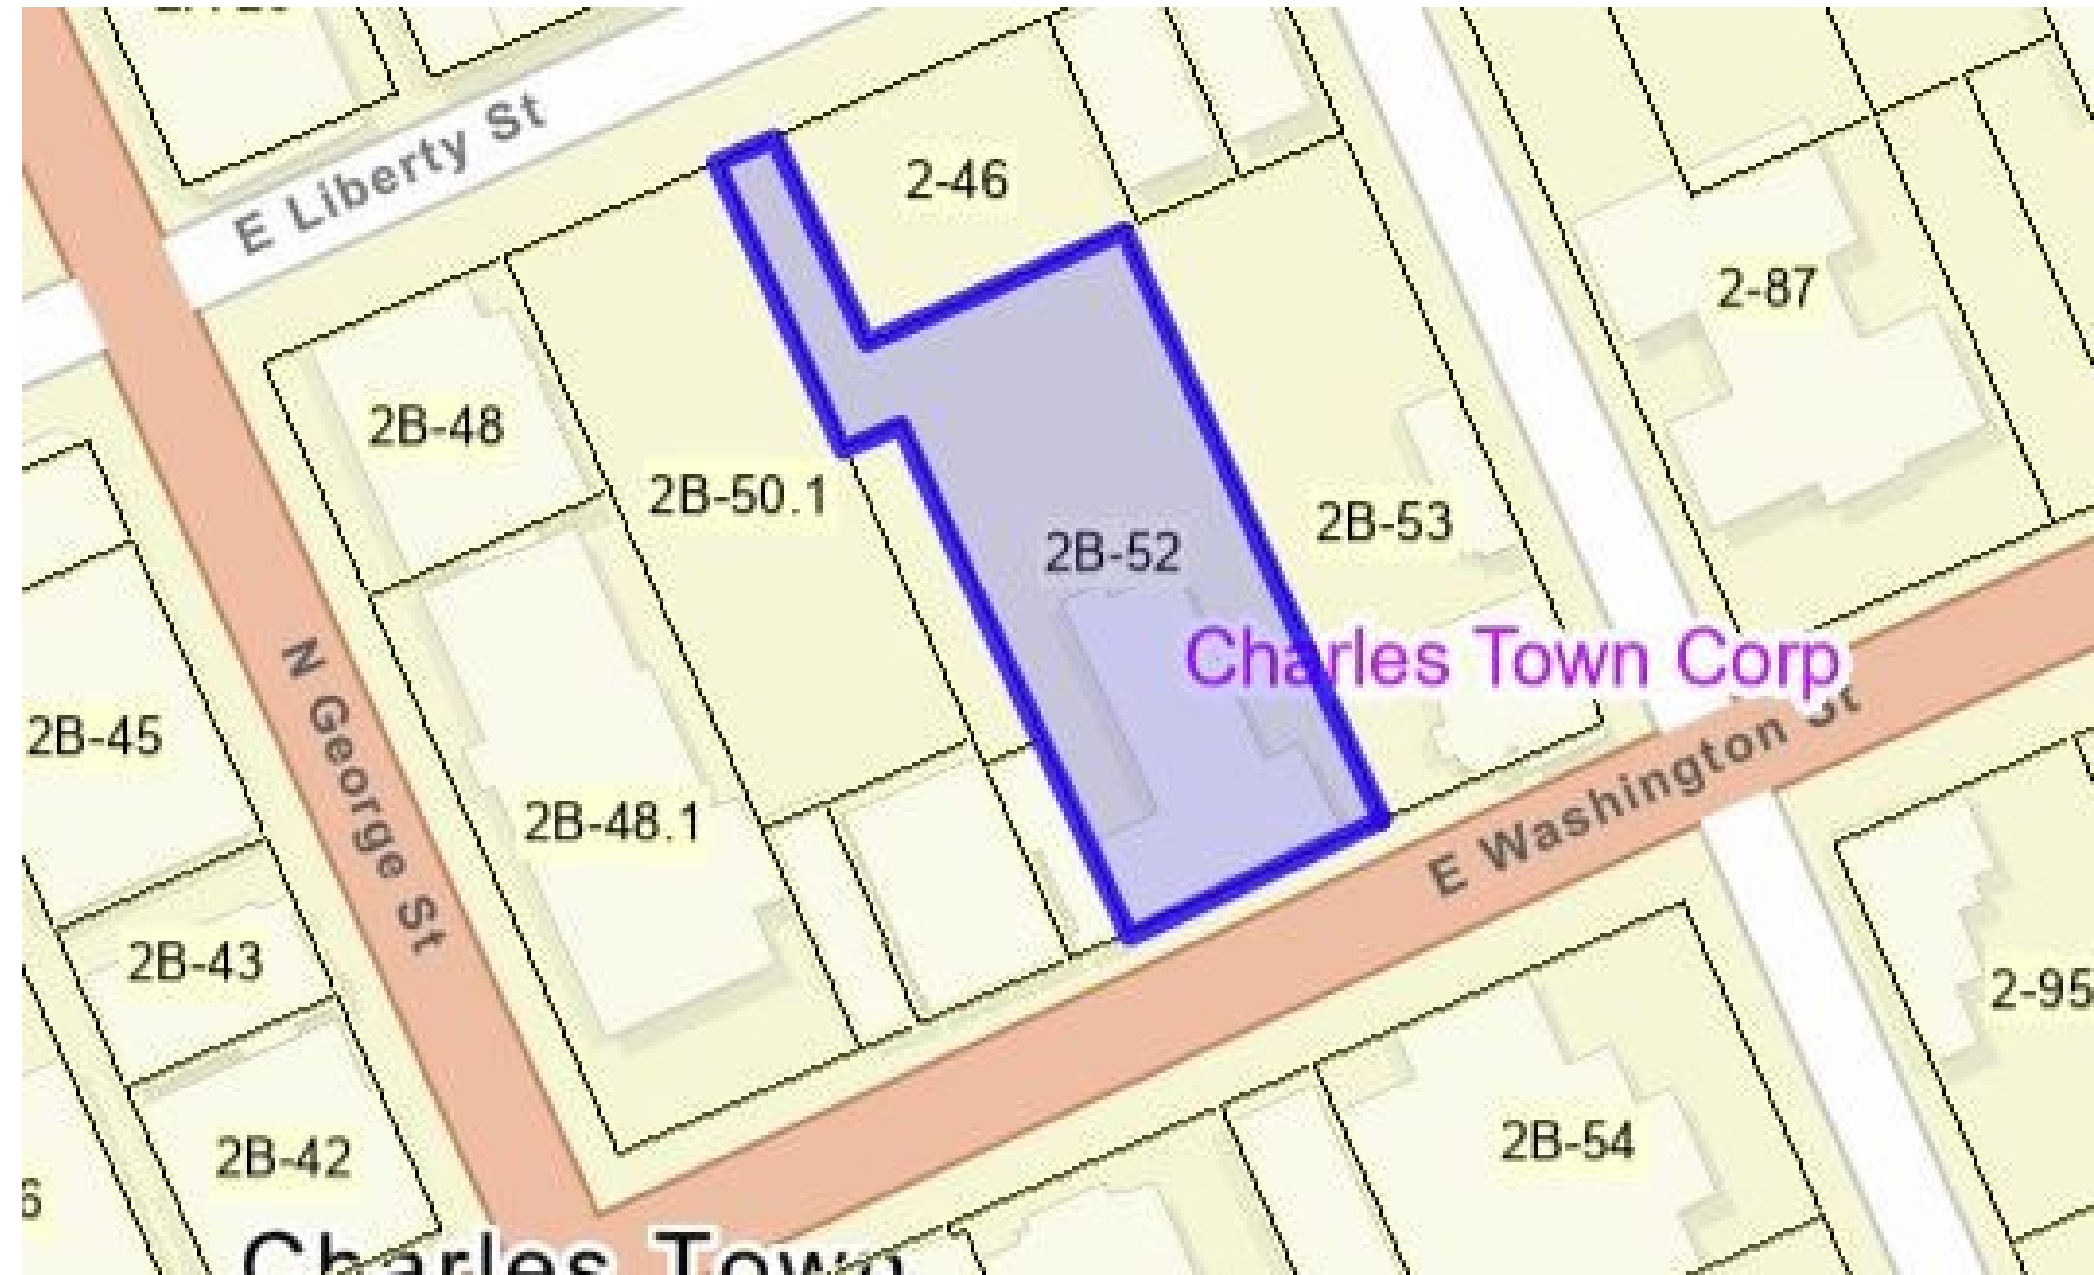 E Liberty St
2-46
2-87
2B-48
2B-50.1
2B-53
2B-52
N George St
Charles Town Corp
2B-45
E Washington St
2B-48.1
2B-43
2-95
2B-54
2B-42
6
Charles Town